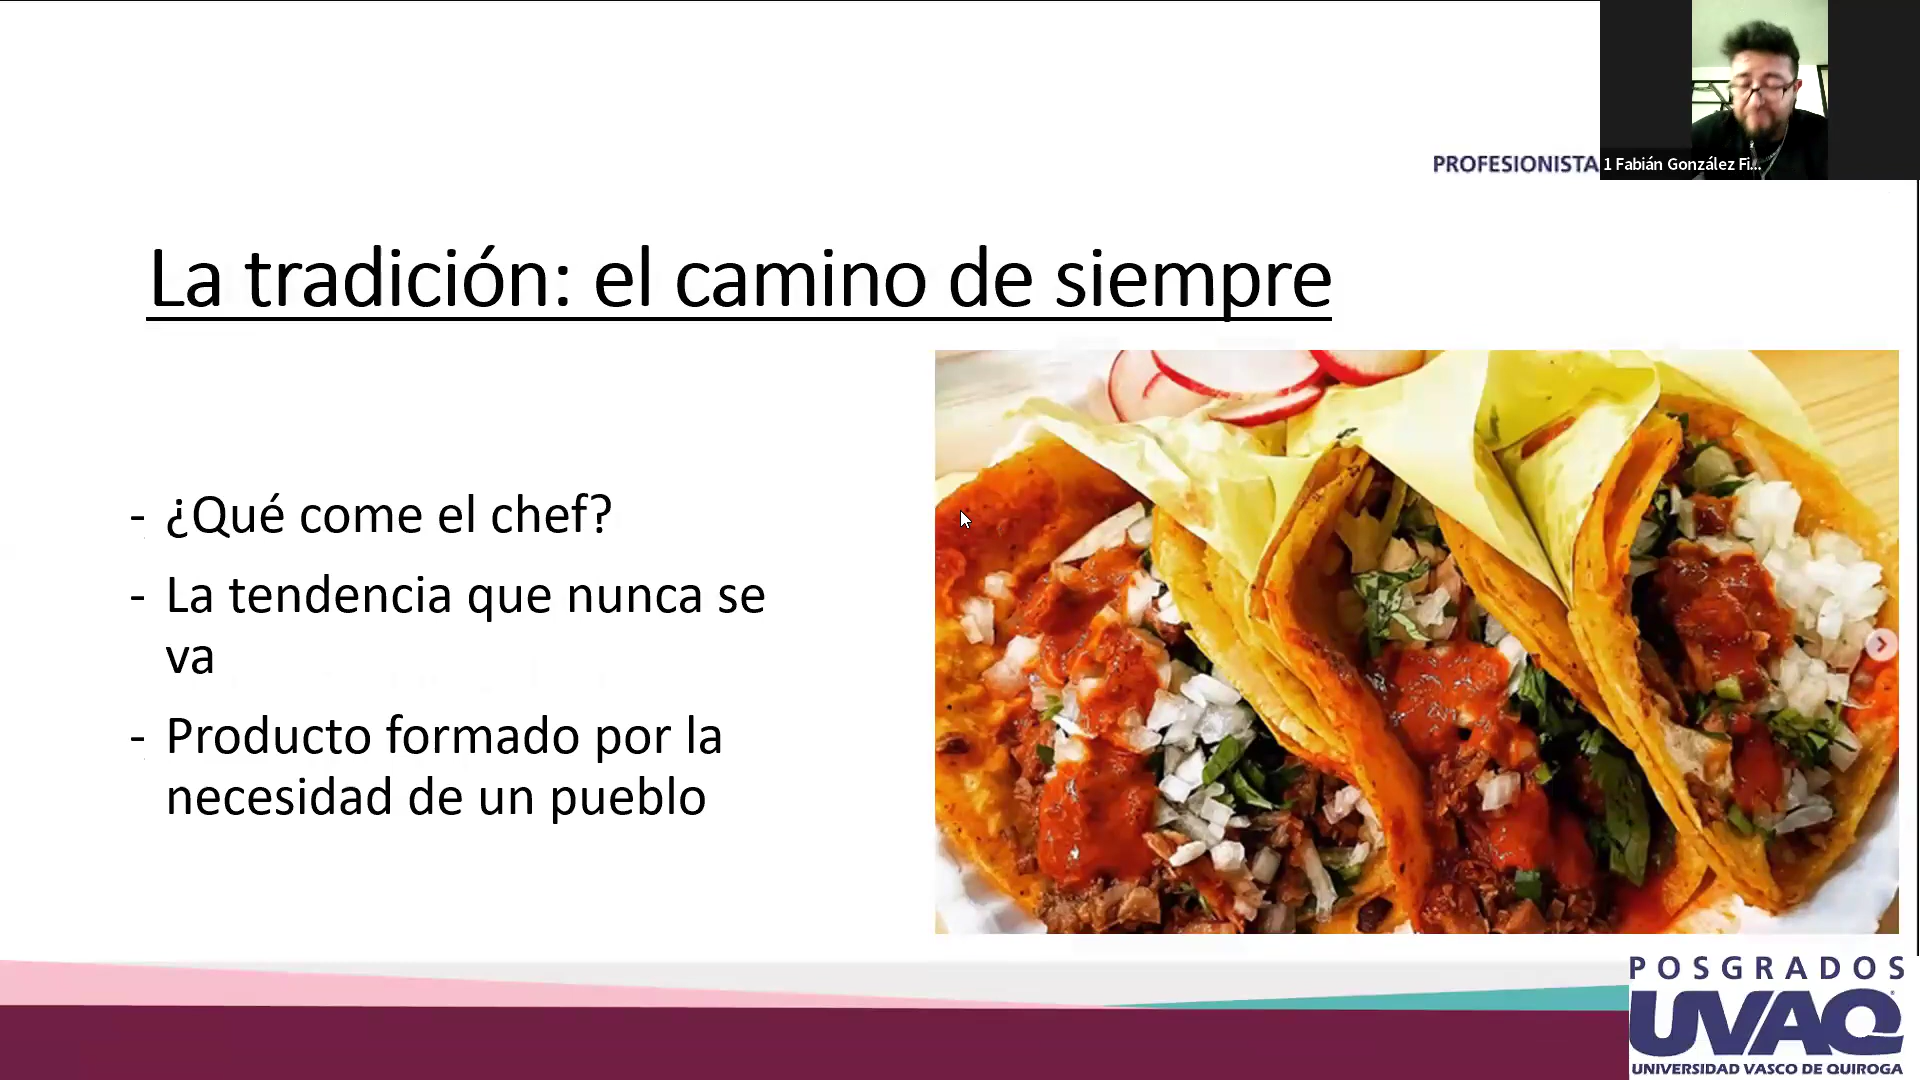 PROFESIONISTA
1 Fabián González Fi...
La tradición: el camino de siempre
- ¿Qué come el chef?
- La tendencia que nunca se
va
- Producto formado por la
necesidad de un pueblo
POSGRADOS
UVAQ
UNIVERSIDAD VASCO DE QUIROGA